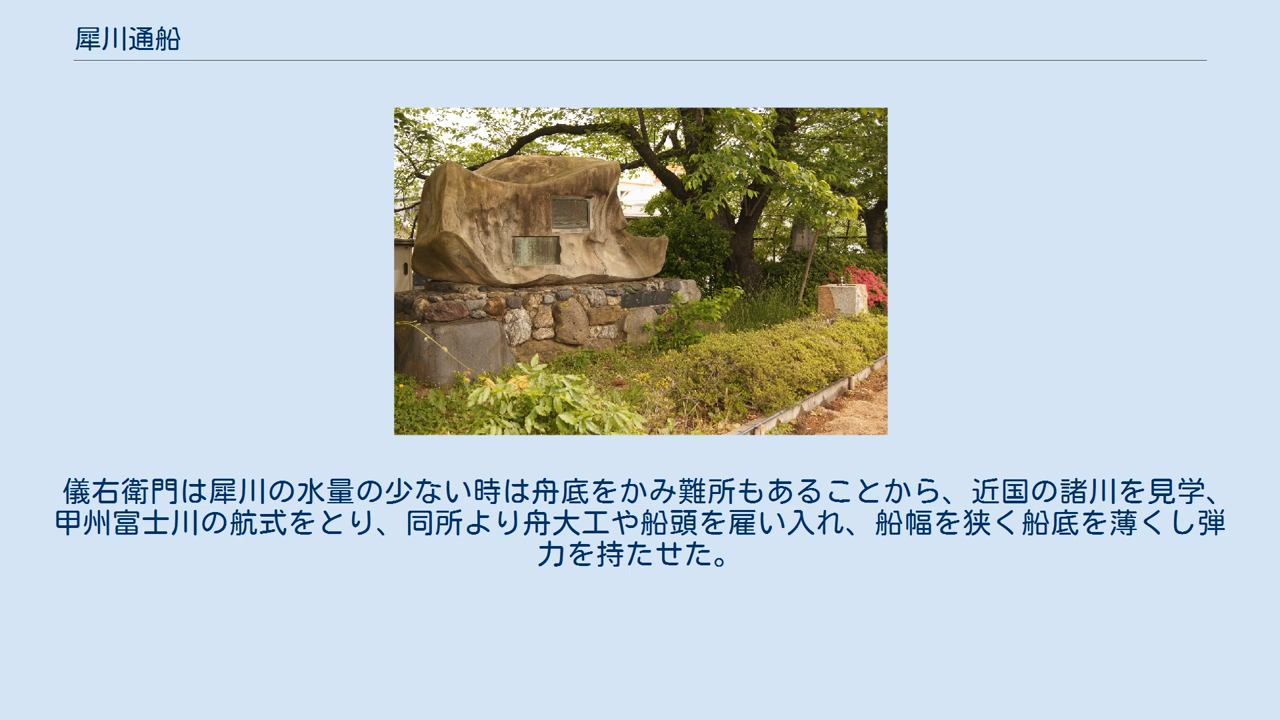 犀川通船
儀右衛門は犀川の水量の少ない時は舟底をかみ難所もあることから、近国の諸川を見学、
甲州富士川の航式をとり、同所より舟大工や船頭を雇い入れ、船幅を狭く船底を薄くし弾
力を持たせた。